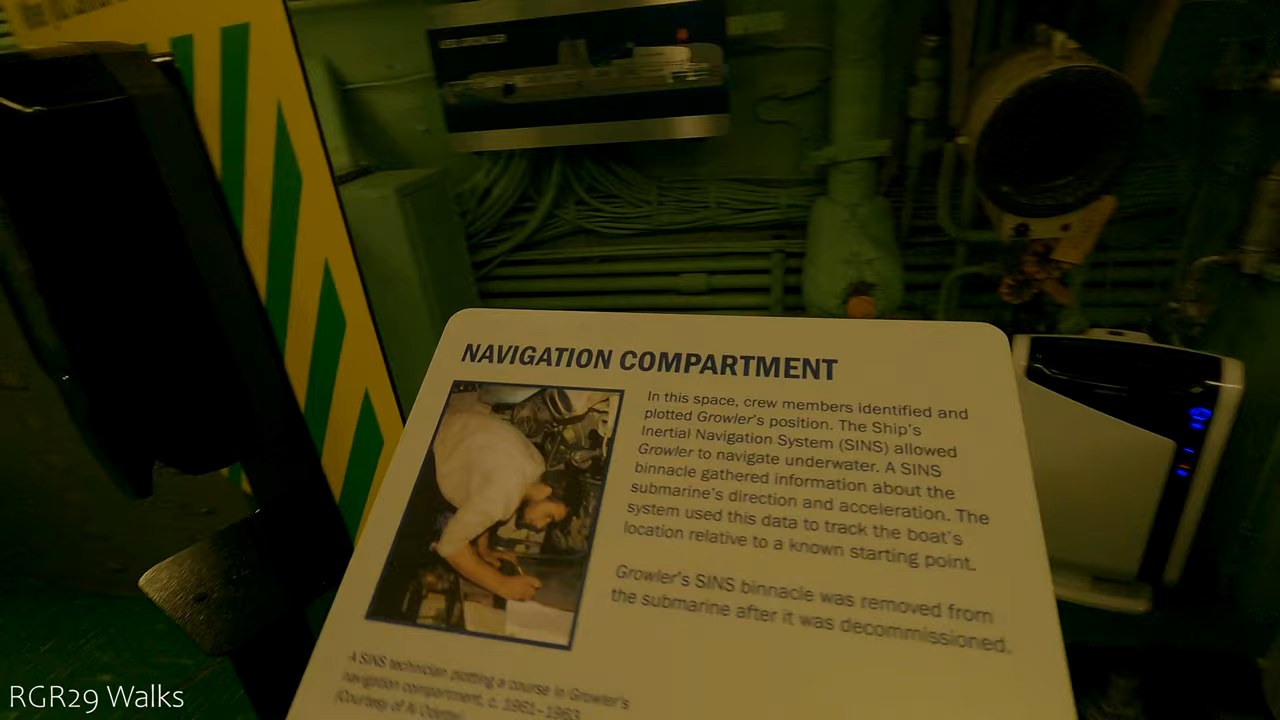 NAVIGATION COMPARTMENT
In this space, crew members identified and
plotted Growler's position. The Ship's
Inertial Navigation System (SINS) allowed
Growler to navigate underwater. A SINS
binnacle gathered information about the
submarine's direction and acceleration. The
system used this data to track the boat's
location relative to a known starting point.
Growler's SINS binnacle was removed from
the submarine after it was decommissioned.
A SINS technician plotting a course in Growler's
navigation compartment, c. 1961–1963
(Courtesy of Al
RGR29 Walks